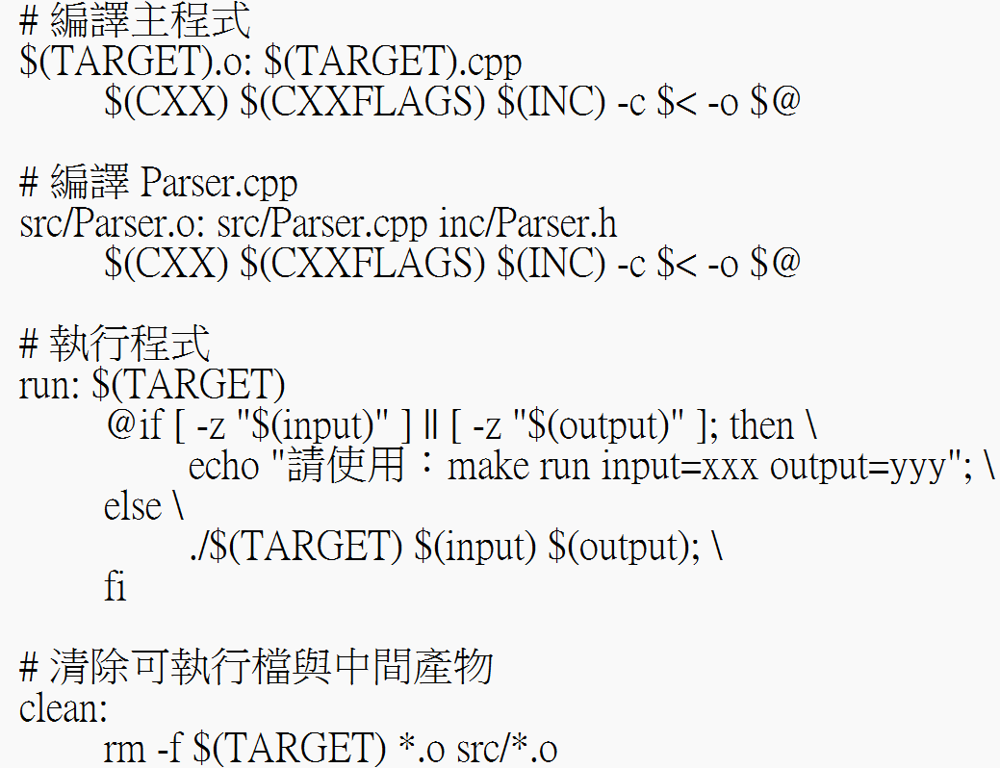 # 編譯主程式
$(TARGET).o: $(TARGET).cpp
	$(CXX) $(CXXFLAGS) $(INC) -c $< -o $@

# 編譯 Parser.cpp
src/Parser.o: src/Parser.cpp inc/Parser.h
	$(CXX) $(CXXFLAGS) $(INC) -c $< -o $@

# 執行程式
run: $(TARGET)
	@if [ -z "$(input)" ] || [ -z "$(output)" ]; then \
		echo "請使用：make run input=xxx output=yyy"; \
	else \
		./$(TARGET) $(input) $(output); \
	fi

# 清除可執行檔與中間產物
clean:
	rm -f $(TARGET) *.o src/*.o